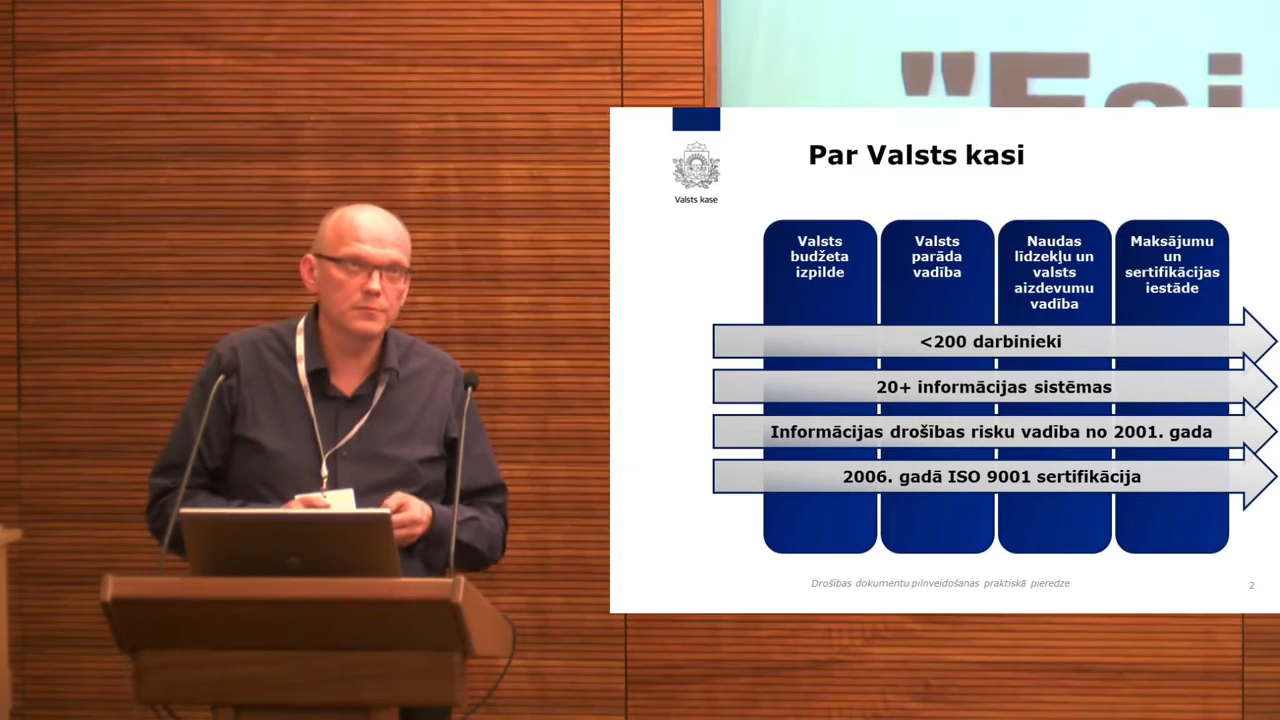 "Esi
Par Valsts kasi
Valsts kase
Valsts
budžeta
izpilde
Valsts
parāda
vadība
Naudas
līdzekļu un
valsts
aizdevumu
vadība
Maksājumu
un
sertifikācijas
iestāde
<200 darbinieki
20+ informācijas sistēmas
Informācijas drošības risku vadība no 2001. gada
2006. gadā ISO 9001 sertifikācija
Drošības dokumentu pilnveidošanas praktiskā pieredze
2